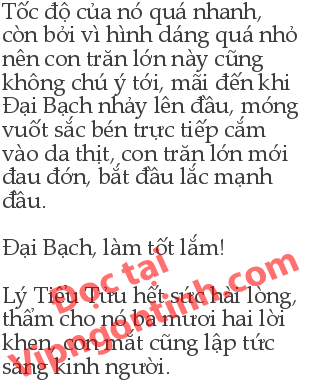 Tốc độ của nó quá nhanh,
còn bởi vì hình dáng quá nhỏ
nên con trăn lớn này cũng
không chú ý tới, mãi đến khi
Đại Bạch nhảy lên đầu, móng
vuốt sắc bén trực tiếp cắm
vào da thịt, con trăn lớn mới
đau đớn, bắt đầu lắc mạnh
đầu.
Đại Bạch, làm tốt lắm!
Lý Tiểu Tửu hết sức hài lòng,
thầm cho nó ba mươi hai lời
khen, con mắt cũng lập tức
sáng kinh người.
Đọc tại
Vipngontinh.com